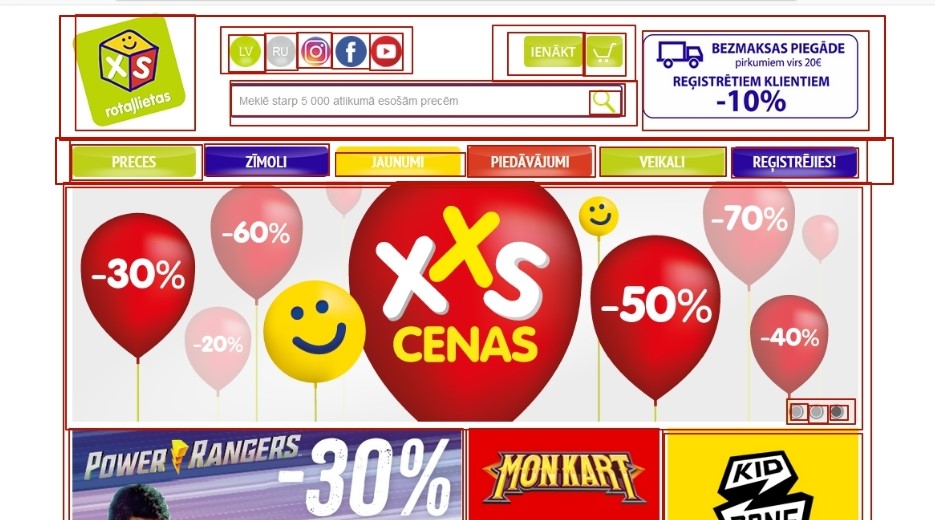 XS
rotaļlietas
LV
RU
IENĀKT
Meklē starp 5 000 atlikumā esošām precēm
BEZMAKSAS PIEGĀDE
pirkumiem virs 20€
REĢISTRĒTIEM KLIENTIEM
-10%
PRECES
ZĪMOLI
JAUNUMI
PIEDĀVĀJUMI
VEIKALI
REĢISTRĒJIES!
-30%
-60%
-20%
XXS
CENAS
-50%
-70%
-40%
POWER RANGERS
-30%
MONKART
KID
ZONE